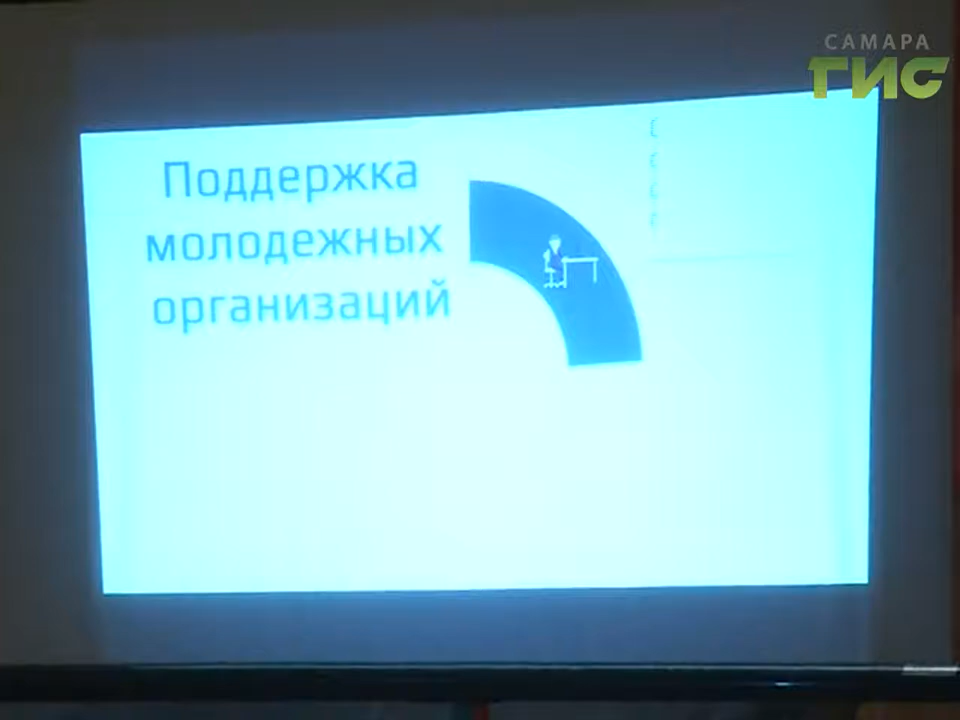 САМАРА
ГИС
Поддержка
молодежных
организаций